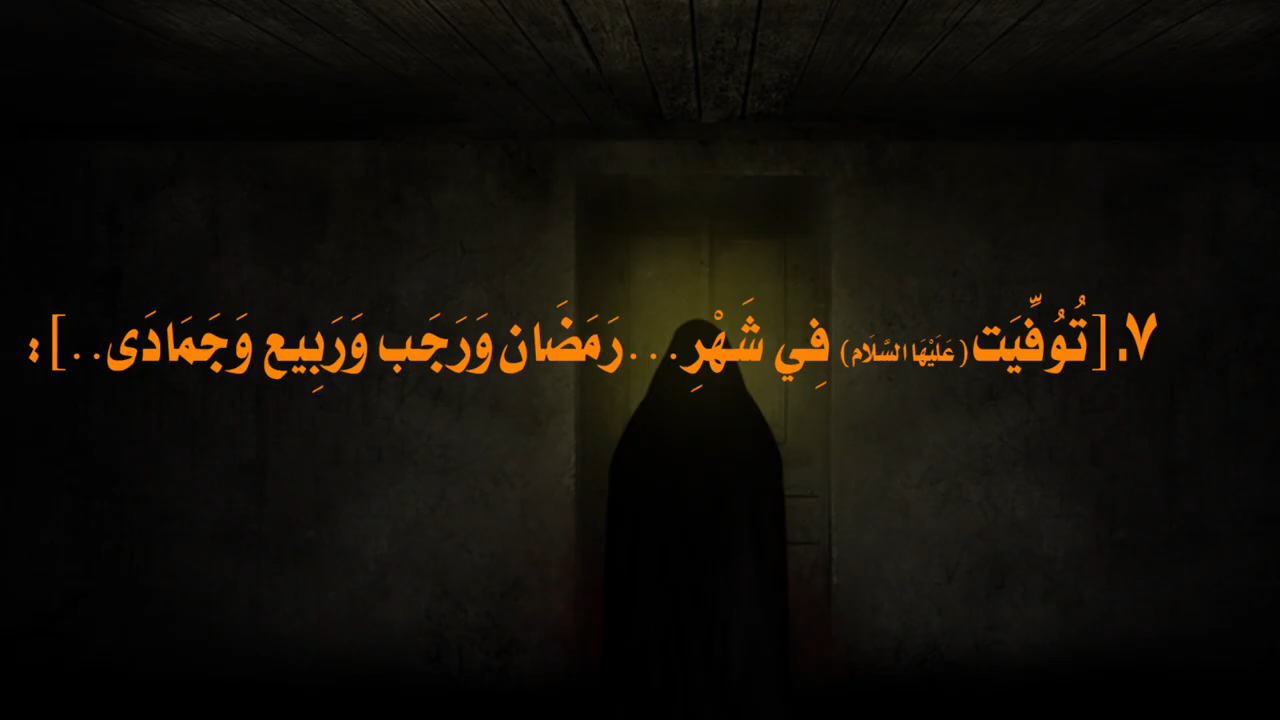 ٧. [تُوُفِّيَت (عَلَيْهَا السَّلَام) فِي شَهْرِ...رَمَضَان وَرَجَب وَرَبِيع وَجَمَادَى..] :